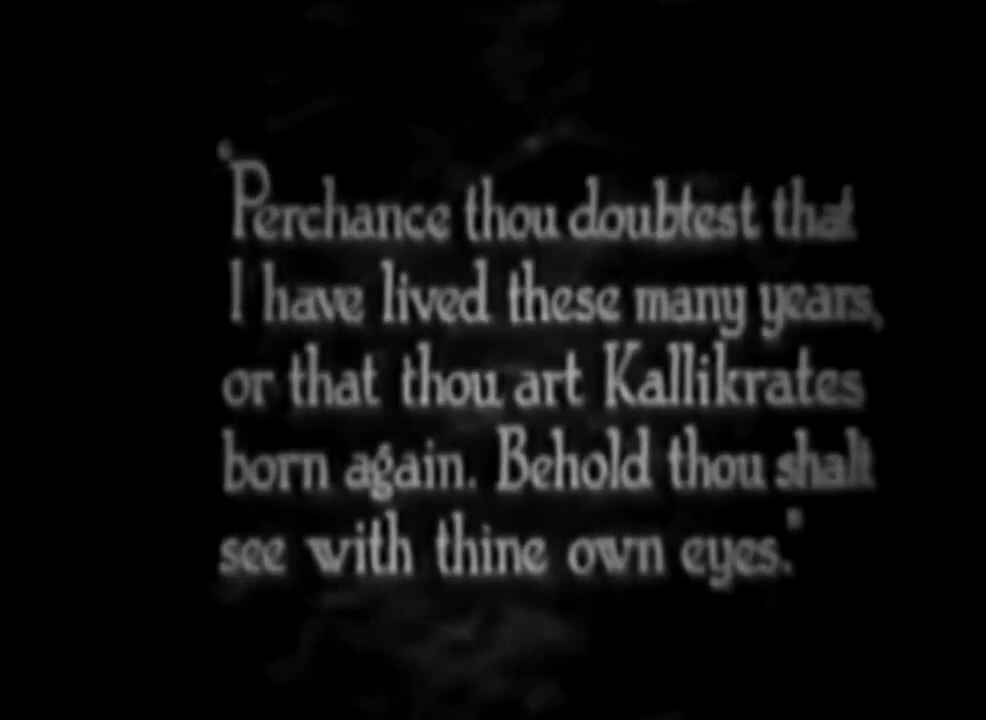 "Perchance thou doubtest that
I have lived these many years,
or that thou art Kallikrates
born again. Behold thou shalt
see with thine own eyes."